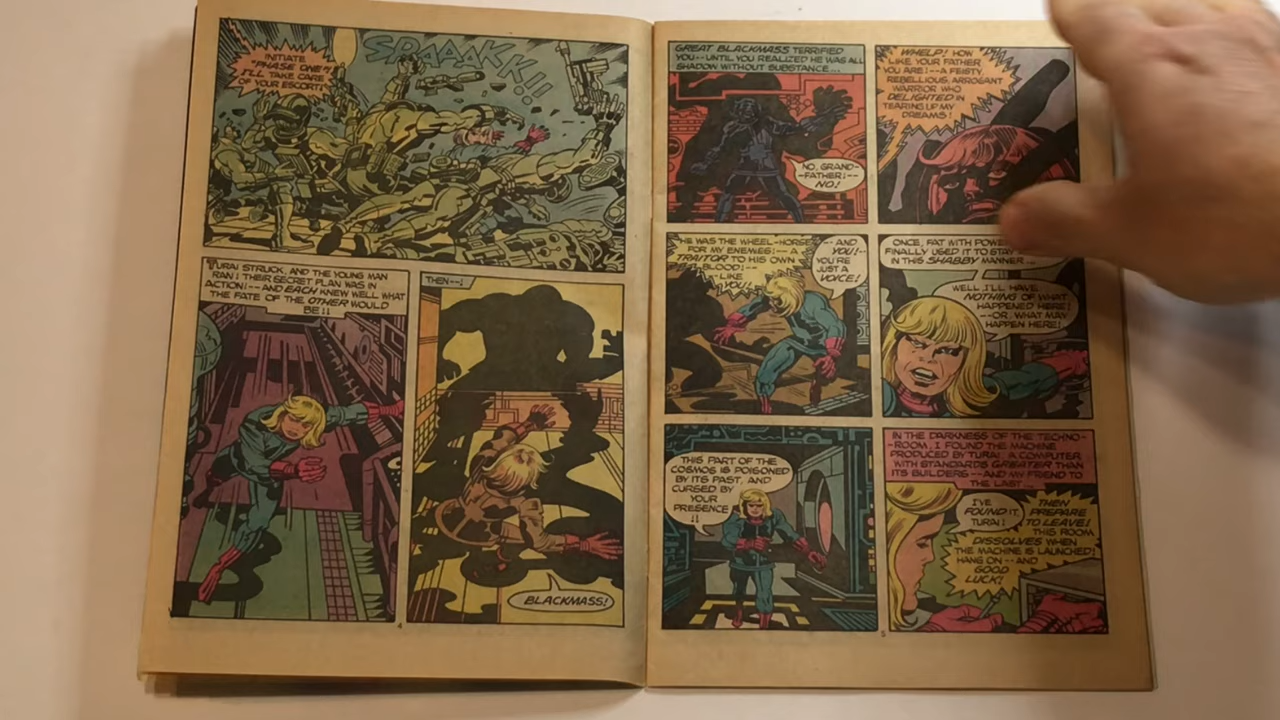 INITIATE
"PHASE ONE"!
I'LL TAKE CARE
OF YOUR ESCORT!
SPRAAAKK!!
TURAI STRUCK, AND THE YOUNG MAN
RAN! THEIR SECRET PLAN WAS IN
ACTION!--AND EACH KNEW WELL WHAT
THE FATE OF THE OTHER WOULD
BE!!
THEN--!
BLACKMASS!
4
GREAT BLACKMASS TERRIFIED
YOU--UNTIL YOU REALIZED HE WAS ALL
SHADOW WITHOUT SUBSTANCE...
NO, GRAND-
-FATHER!--
NO!
WHELP! HOW
LIKE YOUR FATHER
YOU ARE!--A FEISTY,
REBELLIOUS, ARROGANT
WARRIOR WHO
DELIGHTED IN
TEARING UP MY
DREAMS!
HE WAS THE WHEEL-HORSE
FOR MY ENEMIES!--A
TRAITOR TO HIS OWN
BLOOD!--
--LIKE
YOU!
--AND
YOU!--
YOU'RE
JUST A
VOICE!
ONCE, FAT WITH POWER
FINALLY USED IT TO STAY
IN THIS SHABBY MANNER...
WELL, I'LL HAVE
NOTHING OF WHAT
HAPPENED HERE!
--OR, WHAT MAY
HAPPEN HERE!
THIS PART OF THE
COSMOS IS POISONED
BY ITS PAST, AND
CURSED BY
YOUR
PRESENCE
!!
IN THE DARKNESS OF THE TECHNO-
-ROOM, I FOUND THE MACHINE
PRODUCED BY TURAI: A COMPUTER,
WITH STANDARDS GREATER THAN
ITS BUILDERS--AND MY FRIEND TO
THE LAST...
I'VE
FOUND IT,
TURAI!
THEN PREPARE
TO LEAVE!
THIS ROOM
DISSOLVES WHEN
THE MACHINE IS LAUNCHED!
HANG ON--AND
GOOD
LUCK!
5